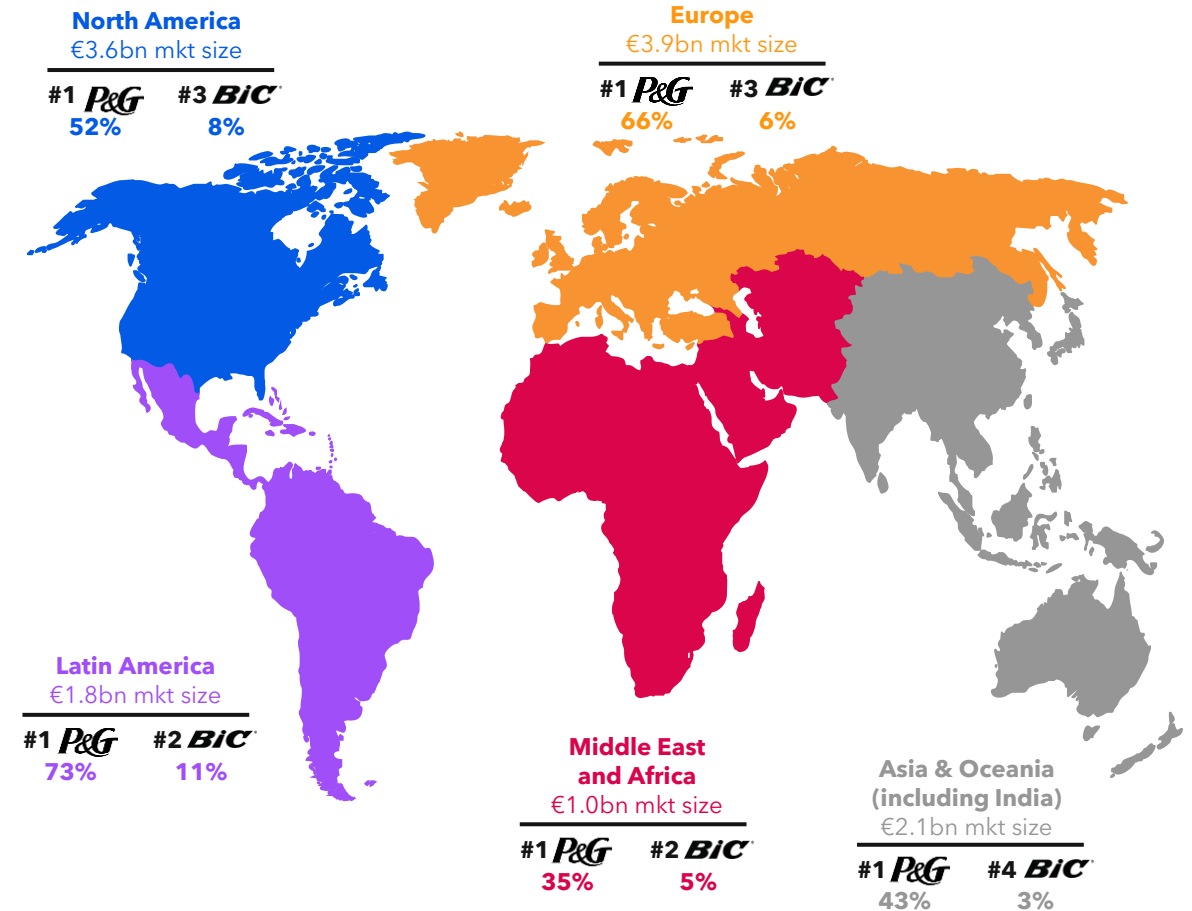 North America
€3.6bn mkt size
#1 P&G #3 BiC
52% 8%
Europe
€3.9bn mkt size
#1 P&G #3 BiC
66% 6%
Latin America
€1.8bn mkt size
#1 P&G #2 BiC
73% 11%
Middle East
and Africa
€1.0bn mkt size
#1 P&G #2 BiC
35% 5%
Asia & Oceania
(including India)
€2.1bn mkt size
#1 P&G #4 BiC
43% 3%